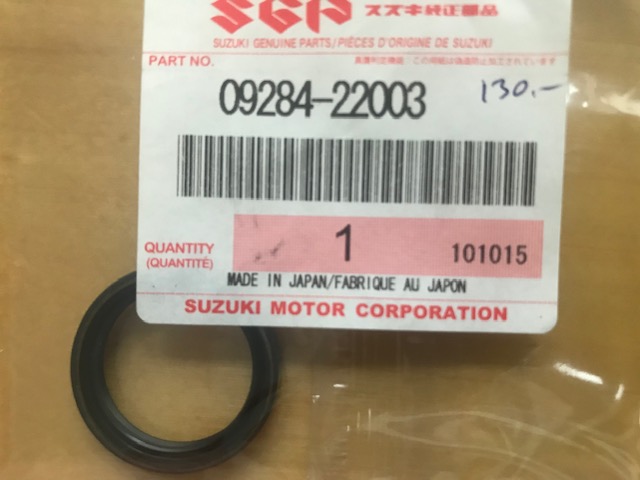 SGP スズキ純正部品
SUZUKI GENUINE PARTS/PIÈCES D'ORIGINE DE SUZUKI
PART NO.
09284-22003
130.-
QUANTITY
(QUANTITÉ)
1
101015
MADE IN JAPAN/FABRIQUE AU JAPON
SUZUKI MOTOR CORPORATION